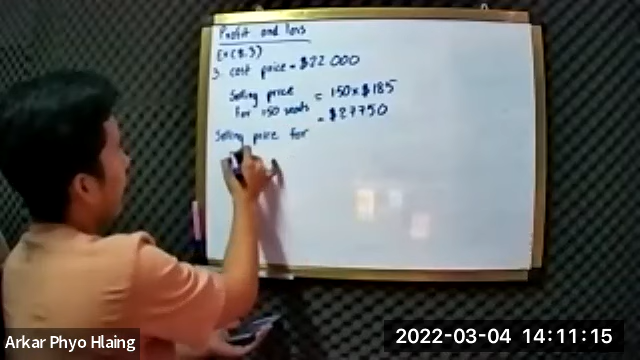 Profit and loss
Ex (8.3)
3. cost price = $22 000
Selling price
for 150 seats = 150 × $185
= $27750
Selling price for
Arkar Phyo Hlaing
2022-03-04 14:11:15